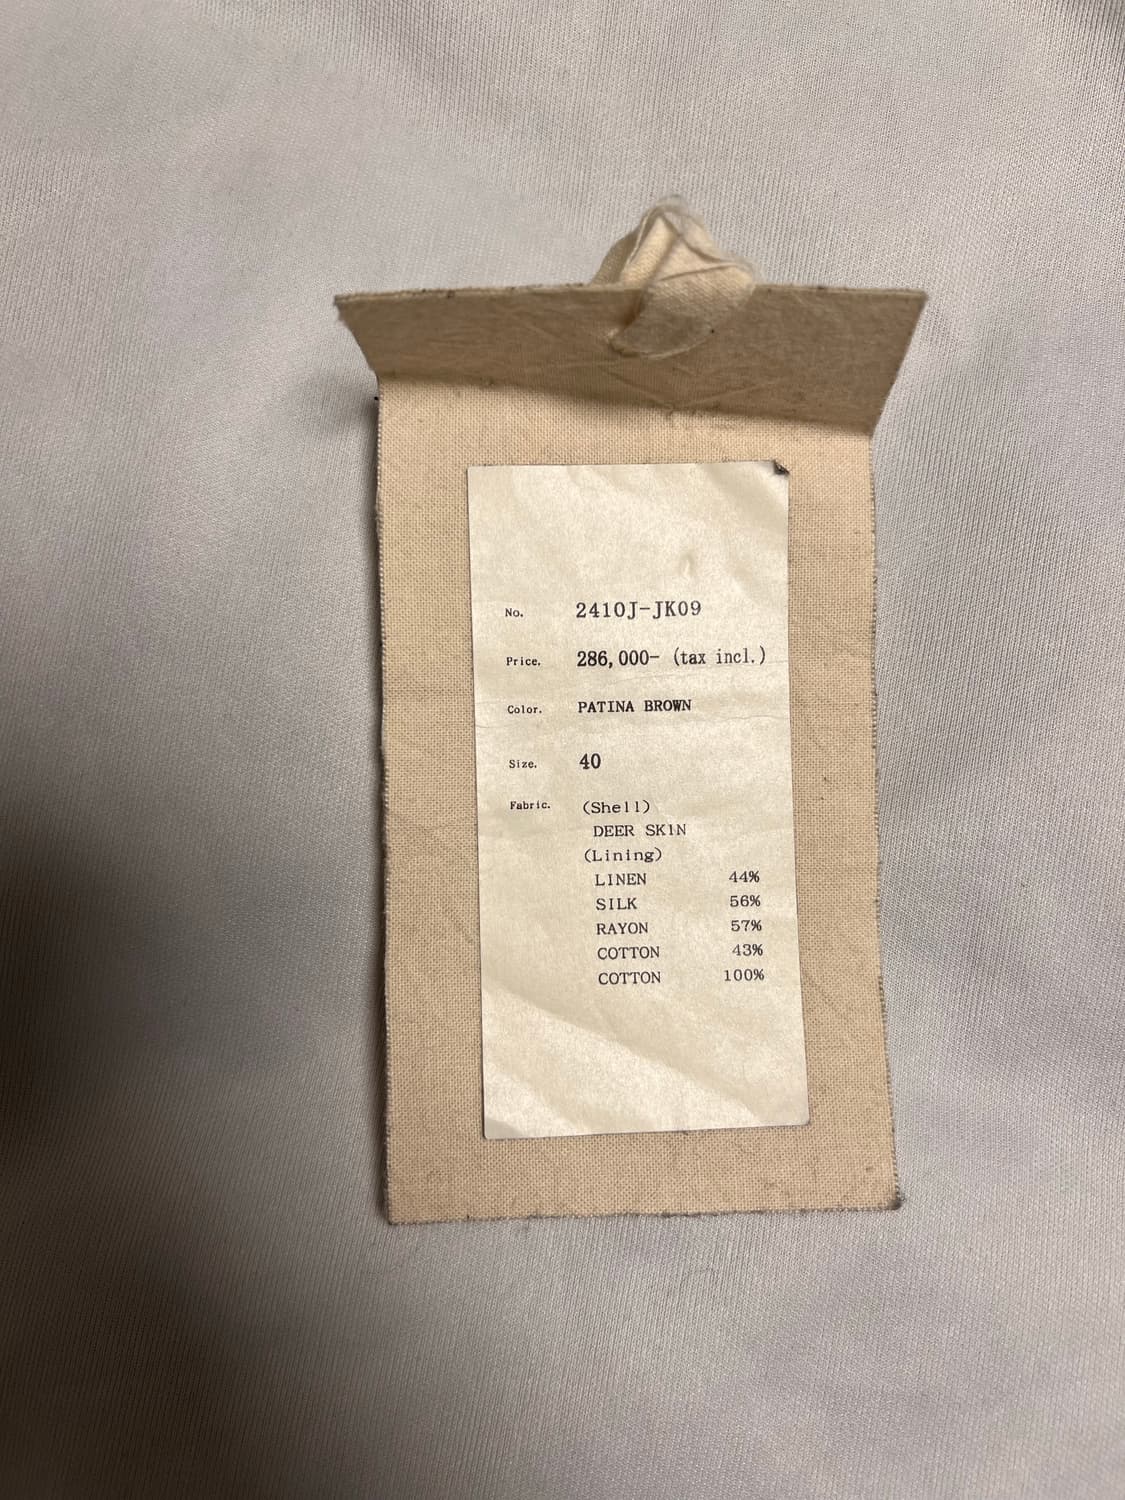 No. 2410J-JK09
Price. 286,000- (tax incl.)
Color. PATINA BROWN
Size. 40
Fabric. (Shell)
DEER SKIN
(Lining)
LINEN 44%
SILK 56%
RAYON 57%
COTTON 43%
COTTON 100%